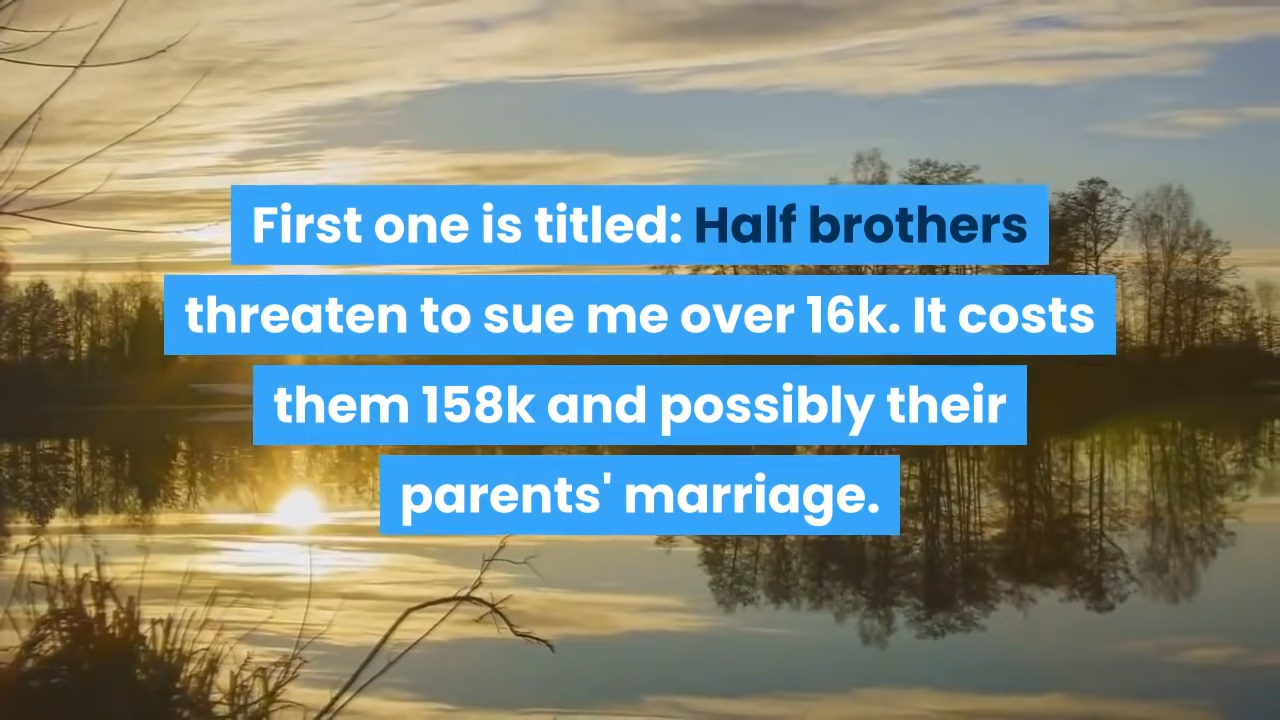 First one is titled: Half brothers
threaten to sue me over 16k. It costs
them 158k and possibly their
parents' marriage.